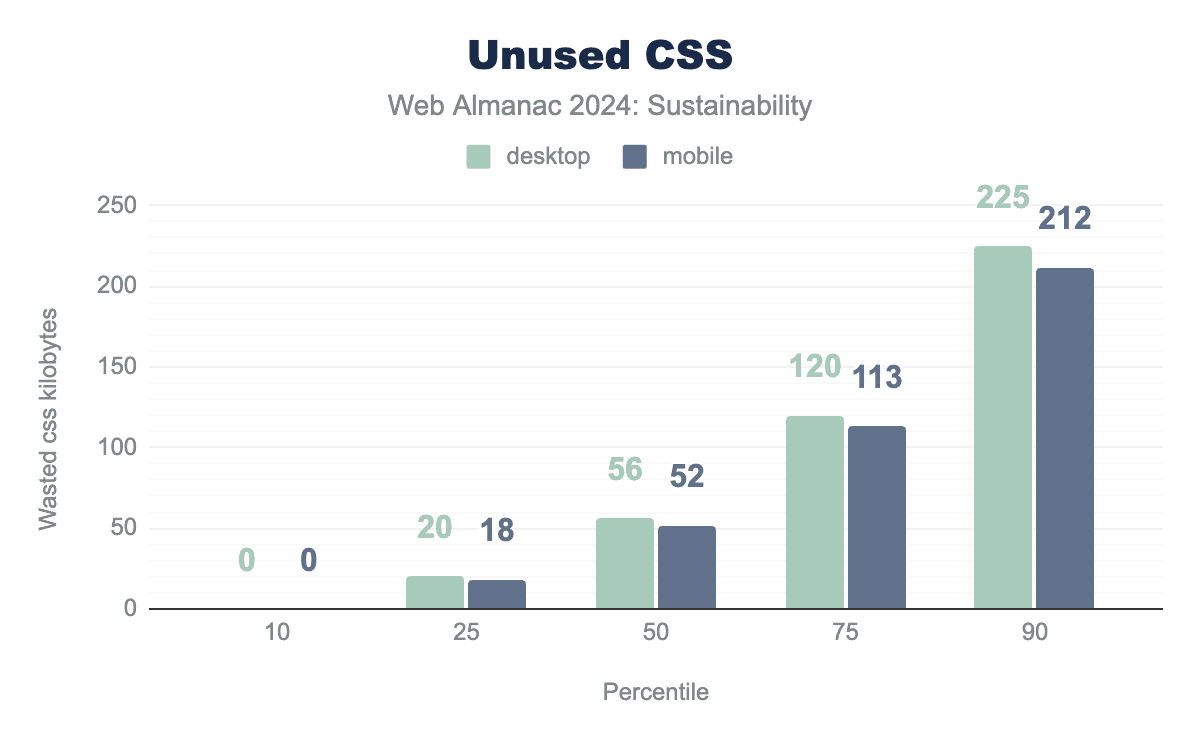 Unused CSS
Web Almanac 2024: Sustainability
desktop mobile
250
200
150
100
50
0
Wasted css kilobytes
0 0
20 18
56 52
120 113
225 212
10 25 50 75 90
Percentile